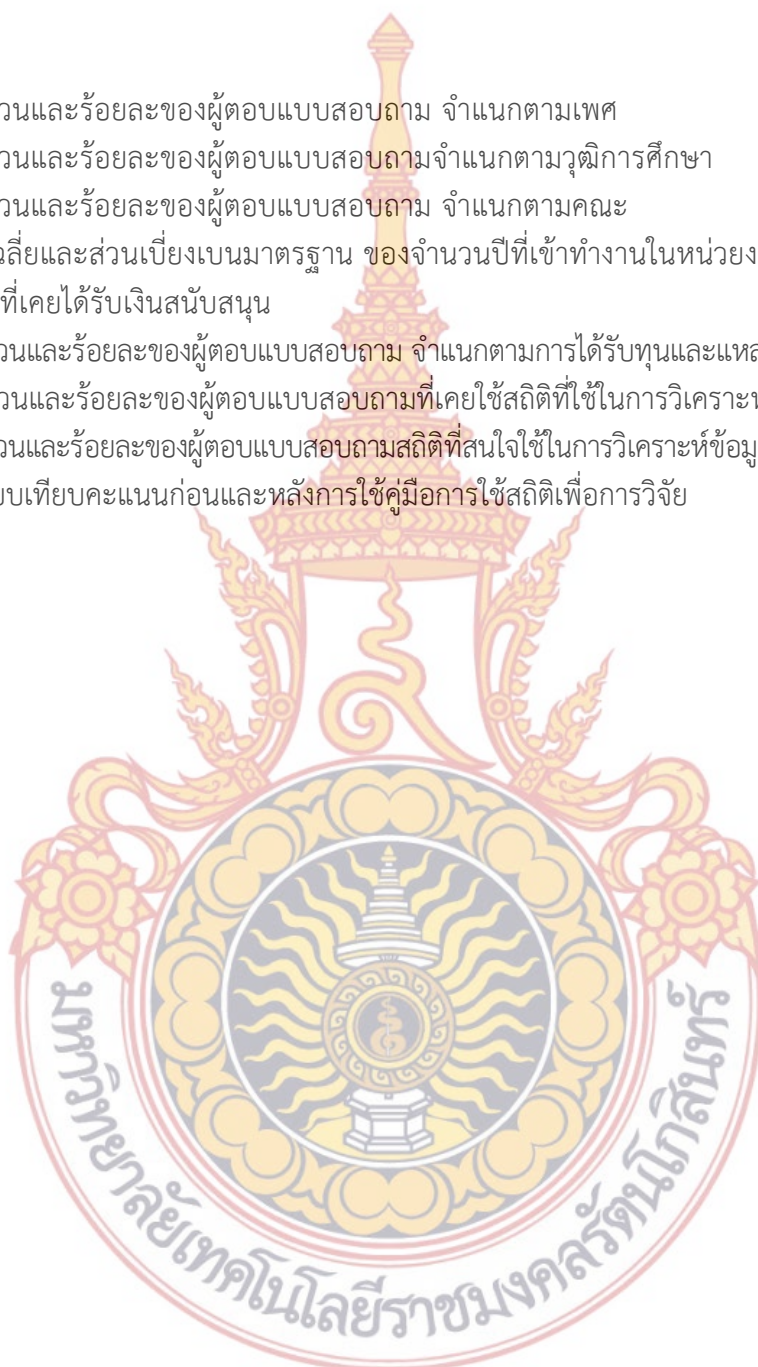 วนและร้อยละของผู้ตอบแบบสอบถาม จำแนกตามเพศ
วนและร้อยละของผู้ตอบแบบสอบถามจำแนกตามวุฒิการศึกษา
วนและร้อยละของผู้ตอบแบบสอบถาม จำแนกตามคณะ
ลี่ยและส่วนเบี่ยงเบนมาตรฐาน ของจำนวนปีที่เข้าทำงานในหน่วยง
ที่เคยได้รับเงินสนับสนุน
วนและร้อยละของผู้ตอบแบบสอบถาม จำแนกตามการได้รับทุนและแหล
วนและร้อยละของผู้ตอบแบบสอบถามที่เคยใช้สถิติที่ใช้ในการวิเคราะห
วนและร้อยละของผู้ตอบแบบสอบถามสถิติที่สนใจใช้ในการวิเคราะห์ข้อมู
ยบเทียบคะแนนก่อนและหลังการใช้คู่มือการใช้สถิติเพื่อการวิจัย
มหาวิทยาลัยเทคโนโลยีราชมงคลรัตนโกสินทร์